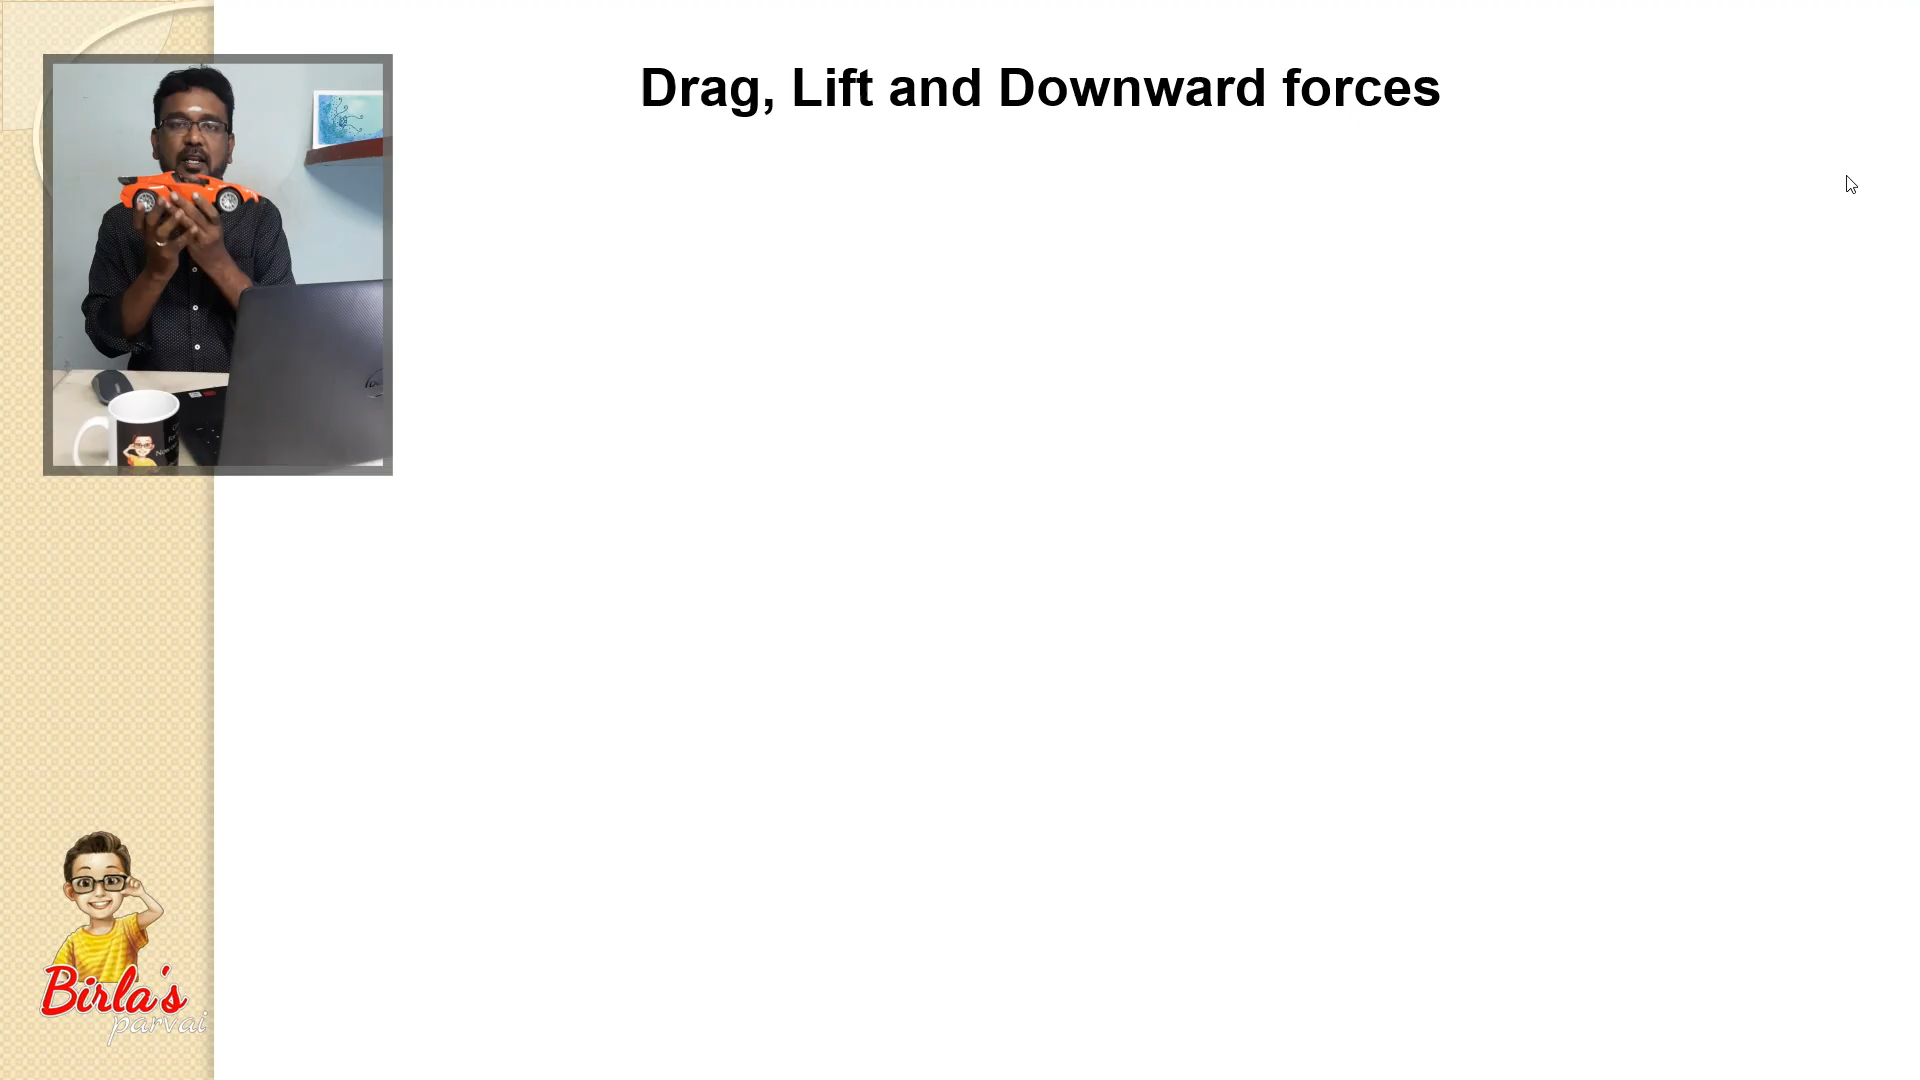 Drag, Lift and Downward forces
Birla's
parvai